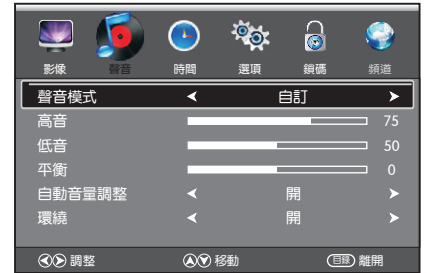 影像 聲音 時間 選項 鎖碼 頻道
聲音模式 自訂
高音 75
低音 50
平衡 0
自動音量調整 開
環繞 開
調整 移動 目錄 離開